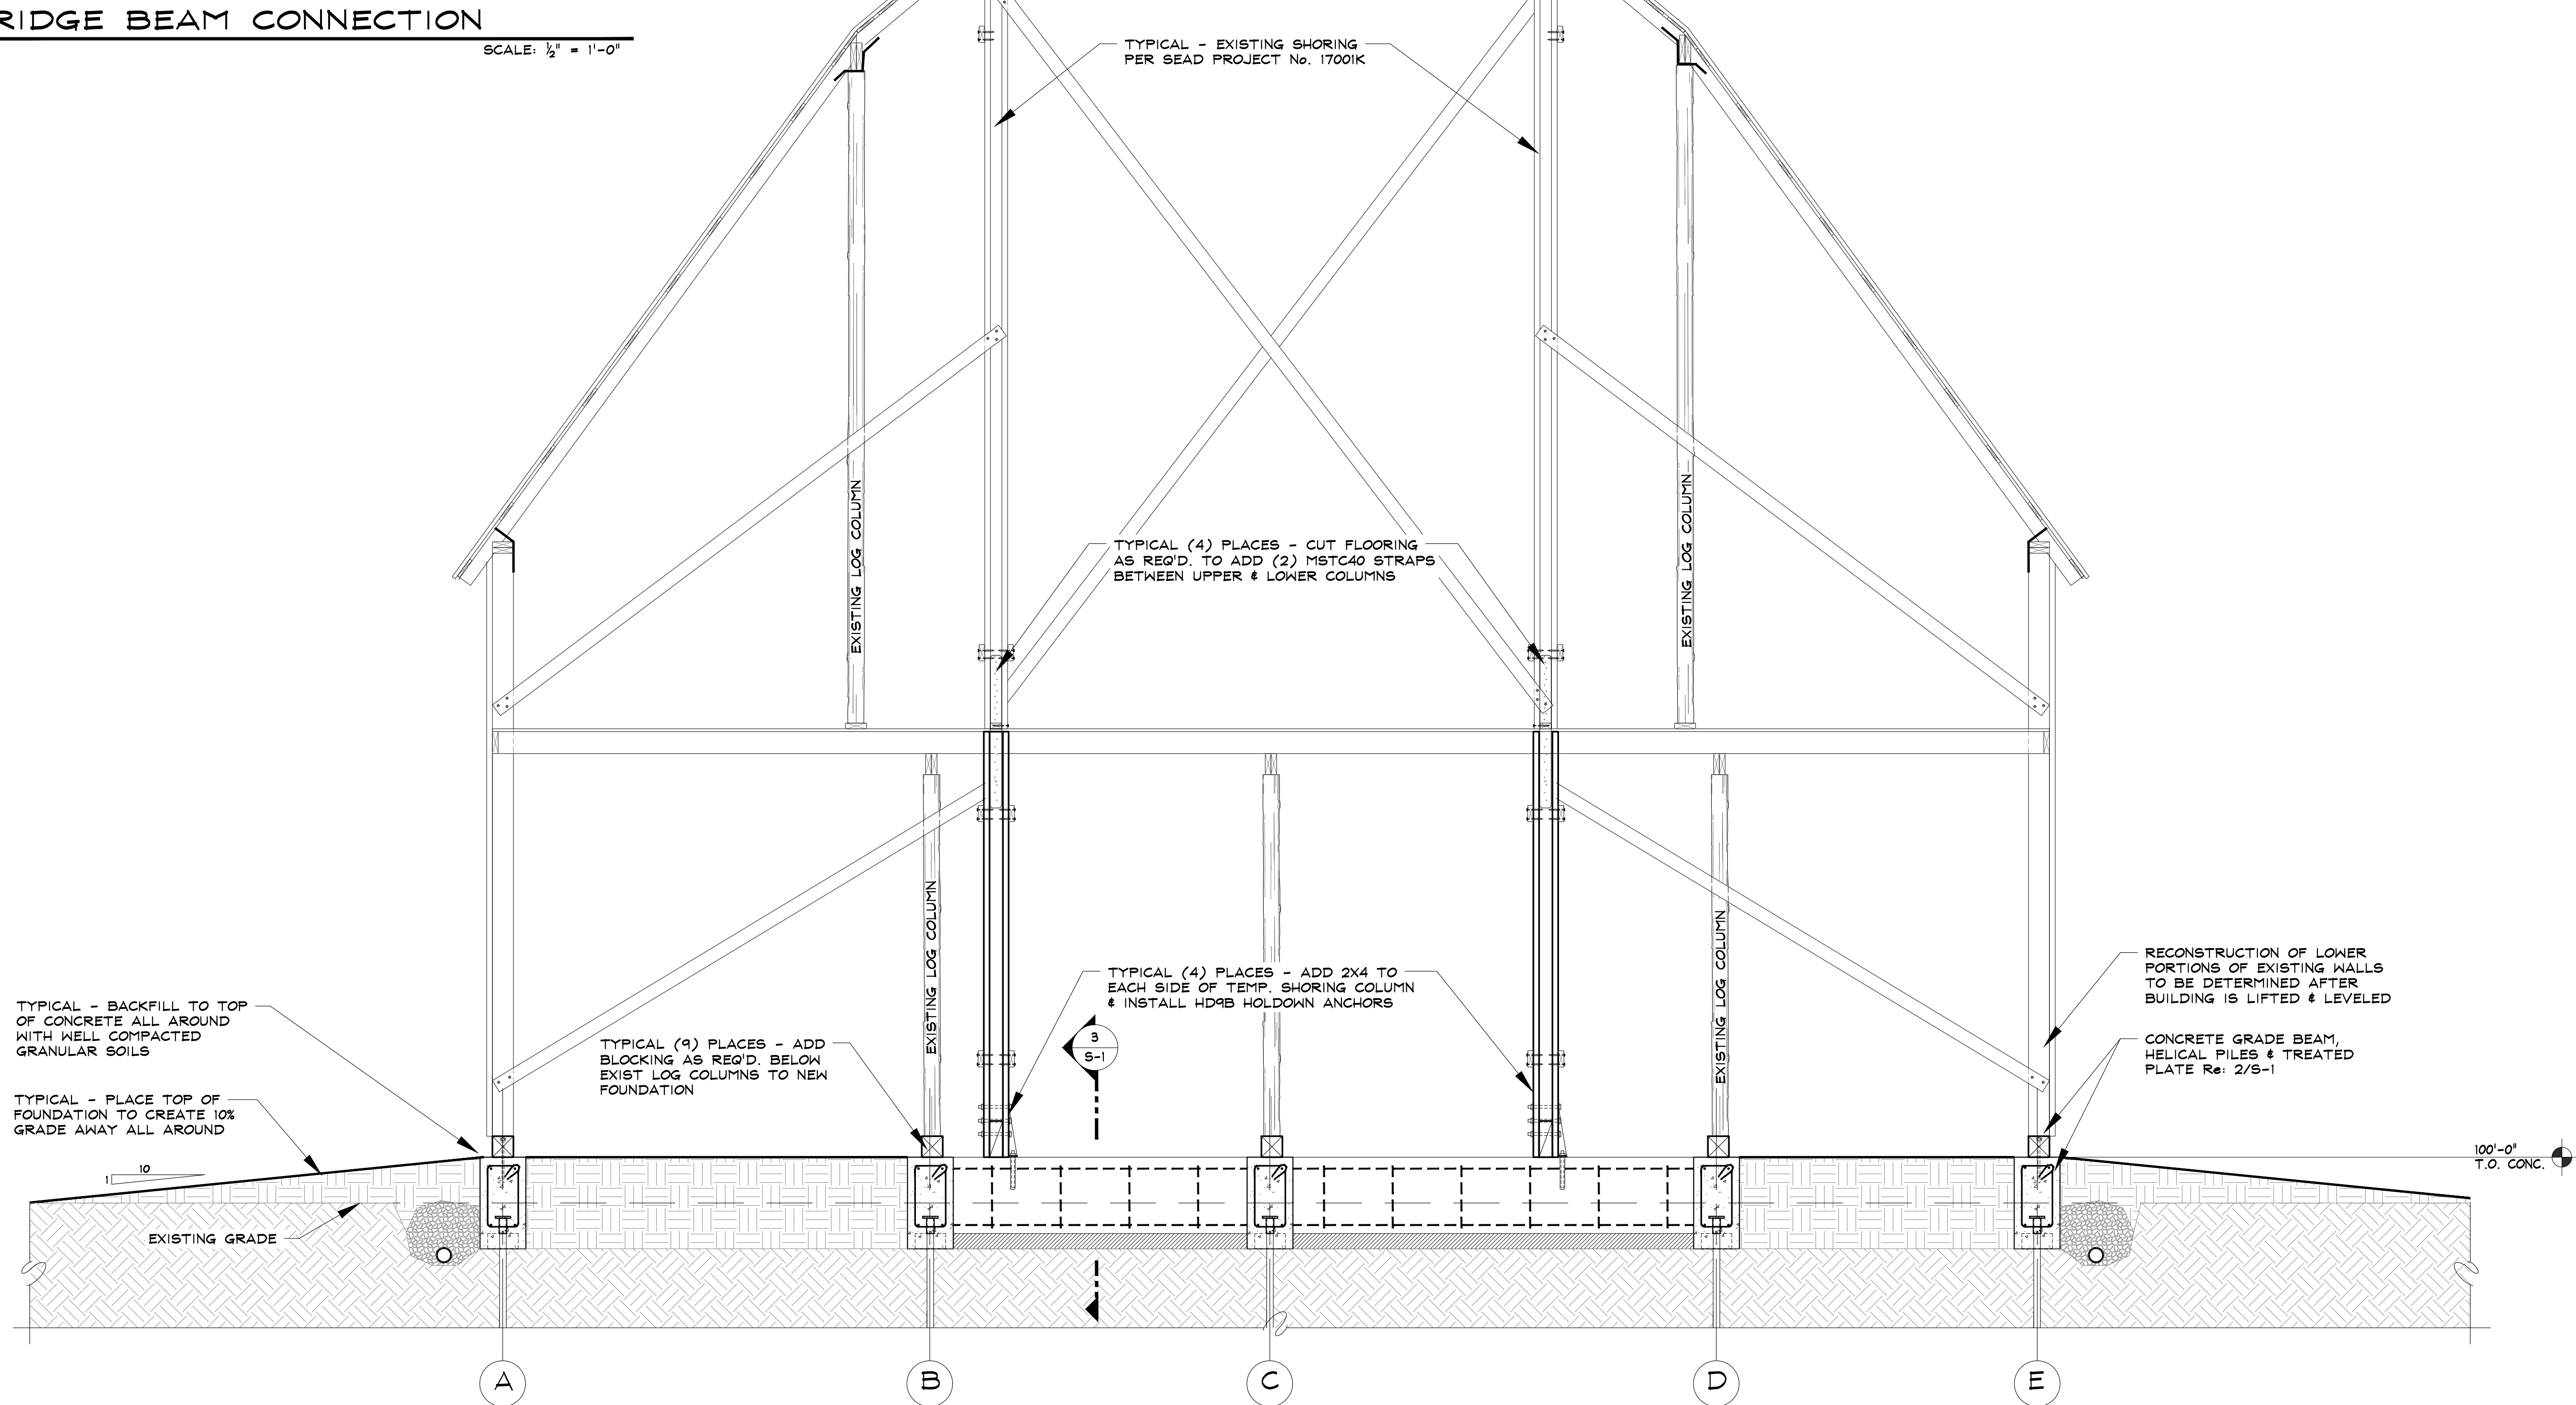 RIDGE BEAM CONNECTION
SCALE: ½" = 1'-0"
TYPICAL - EXISTING SHORING
PER SEAD PROJECT No. 17001K
EXISTING LOG COLUMN
EXISTING LOG COLUMN
TYPICAL (4) PLACES - CUT FLOORING
AS REQ'D. TO ADD (2) MSTC40 STRAPS
BETWEEN UPPER & LOWER COLUMNS
EXISTING LOG COLUMN
EXISTING LOG COLUMN
TYPICAL (4) PLACES - ADD 2X4 TO
EACH SIDE OF TEMP. SHORING COLUMN
& INSTALL HD9B HOLDOWN ANCHORS
RECONSTRUCTION OF LOWER
PORTIONS OF EXISTING WALLS
TO BE DETERMINED AFTER
BUILDING IS LIFTED & LEVELED
TYPICAL - BACKFILL TO TOP
OF CONCRETE ALL AROUND
WITH WELL COMPACTED
GRANULAR SOILS
TYPICAL (9) PLACES - ADD
BLOCKING AS REQ'D. BELOW
EXIST LOG COLUMNS TO NEW
FOUNDATION
3
S-1
CONCRETE GRADE BEAM,
HELICAL PILES & TREATED
PLATE Re: 2/S-1
TYPICAL - PLACE TOP OF
FOUNDATION TO CREATE 10%
GRADE AWAY ALL AROUND
10
1
100'-0"
T.O. CONC.
EXISTING GRADE
A
B
C
D
E